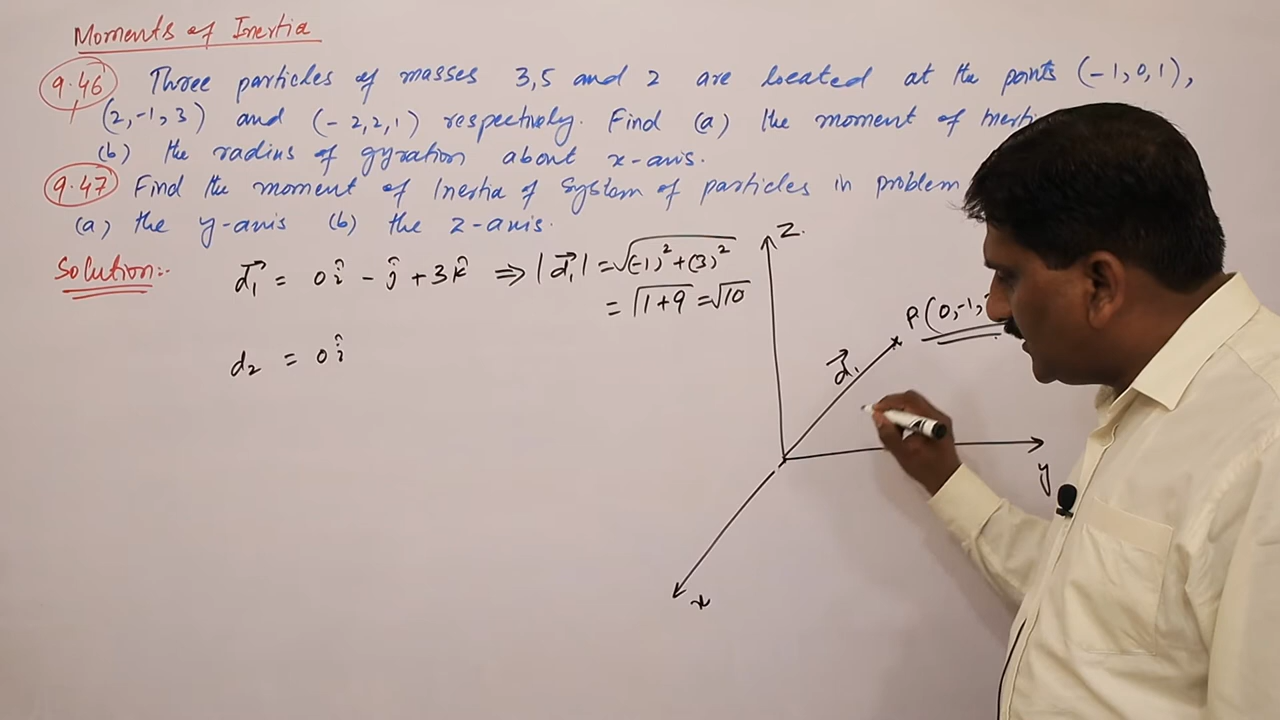 Moments of Inertia
9.46 Three particles of masses 3,5 and 2 are located at the points (-1,0,1),
(2,-1,3) and (-2,2,1) respectively. Find (a) the moment of
(b) the radius of gyration about x-axis.
9.47 Find the moment of Inertia of System of particles in problem
(a) the y-axis (b) the z-axis.
Solution:-
d⃗₁ = 0î - ĵ + 3k̂ ⇒ |d⃗₁| = √(-1)² + (3)²
= √1+9 = √10
d₂ = 0î
z
P(0,-1,
d⃗₁
y
x